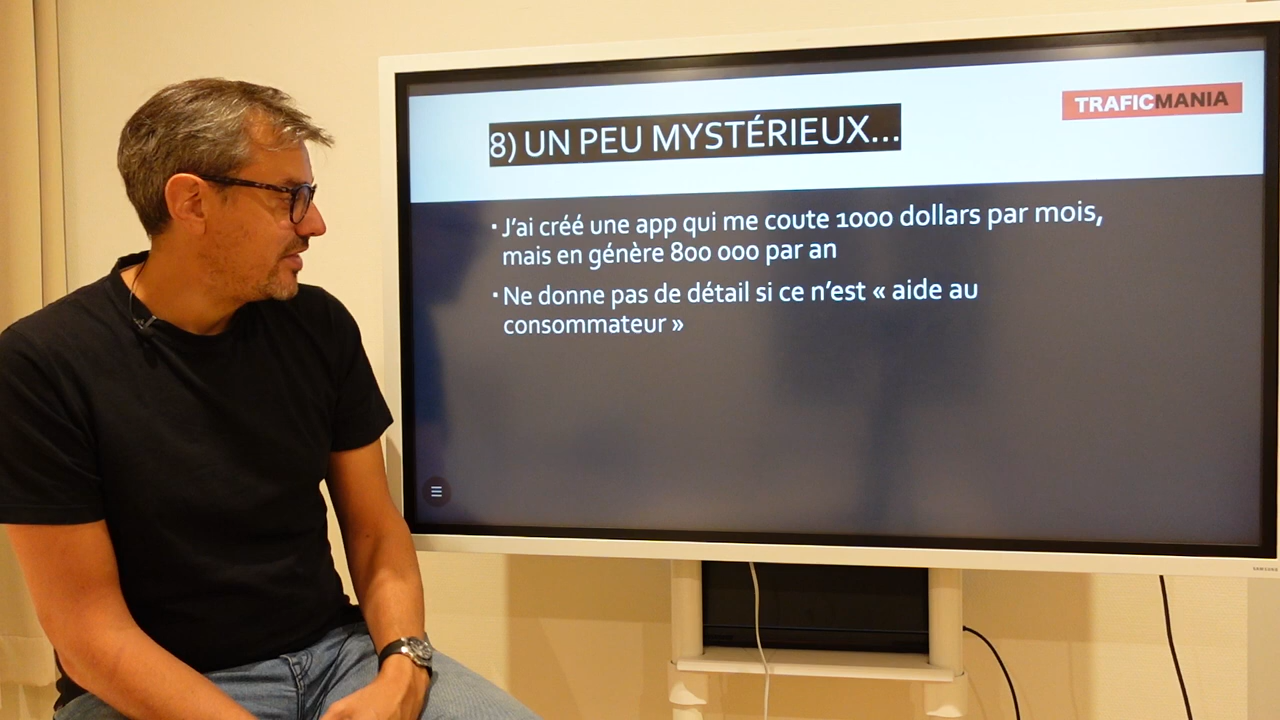 TRAFICMANIA
8) UN PEU MYSTÉRIEUX...
▪ J'ai créé une app qui me coute 1000 dollars par mois,
mais en génère 800 000 par an
▪ Ne donne pas de détail si ce n'est « aide au
consommateur »
SAMSUNG